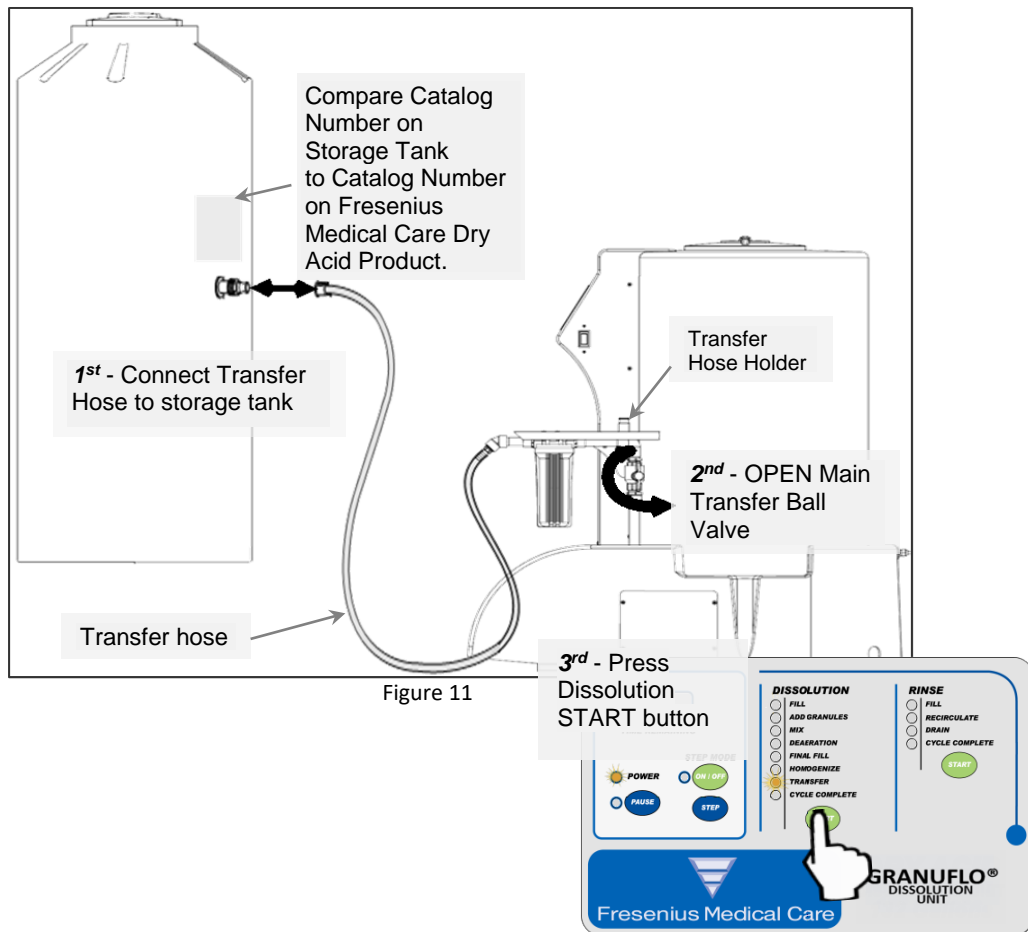 Compare Catalog
Number on
Storage Tank
to Catalog Number
on Fresenius
Medical Care Dry
Acid Product.
1st - Connect Transfer
Hose to storage tank
Transfer
Hose Holder
2nd - OPEN Main
Transfer Ball
Valve
Transfer hose
Figure 11
3rd - Press
Dissolution
START button
STEP MODE
POWER
ON / OFF
PAUSE
STEP
DISSOLUTION
FILL
ADD GRANULES
MIX
DEAERATION
FINAL FILL
HOMOGENIZE
TRANSFER
CYCLE COMPLETE
RINSE
FILL
RECIRCULATE
DRAIN
CYCLE COMPLETE
START
Fresenius Medical Care
GRANUFLO®
DISSOLUTION
UNIT